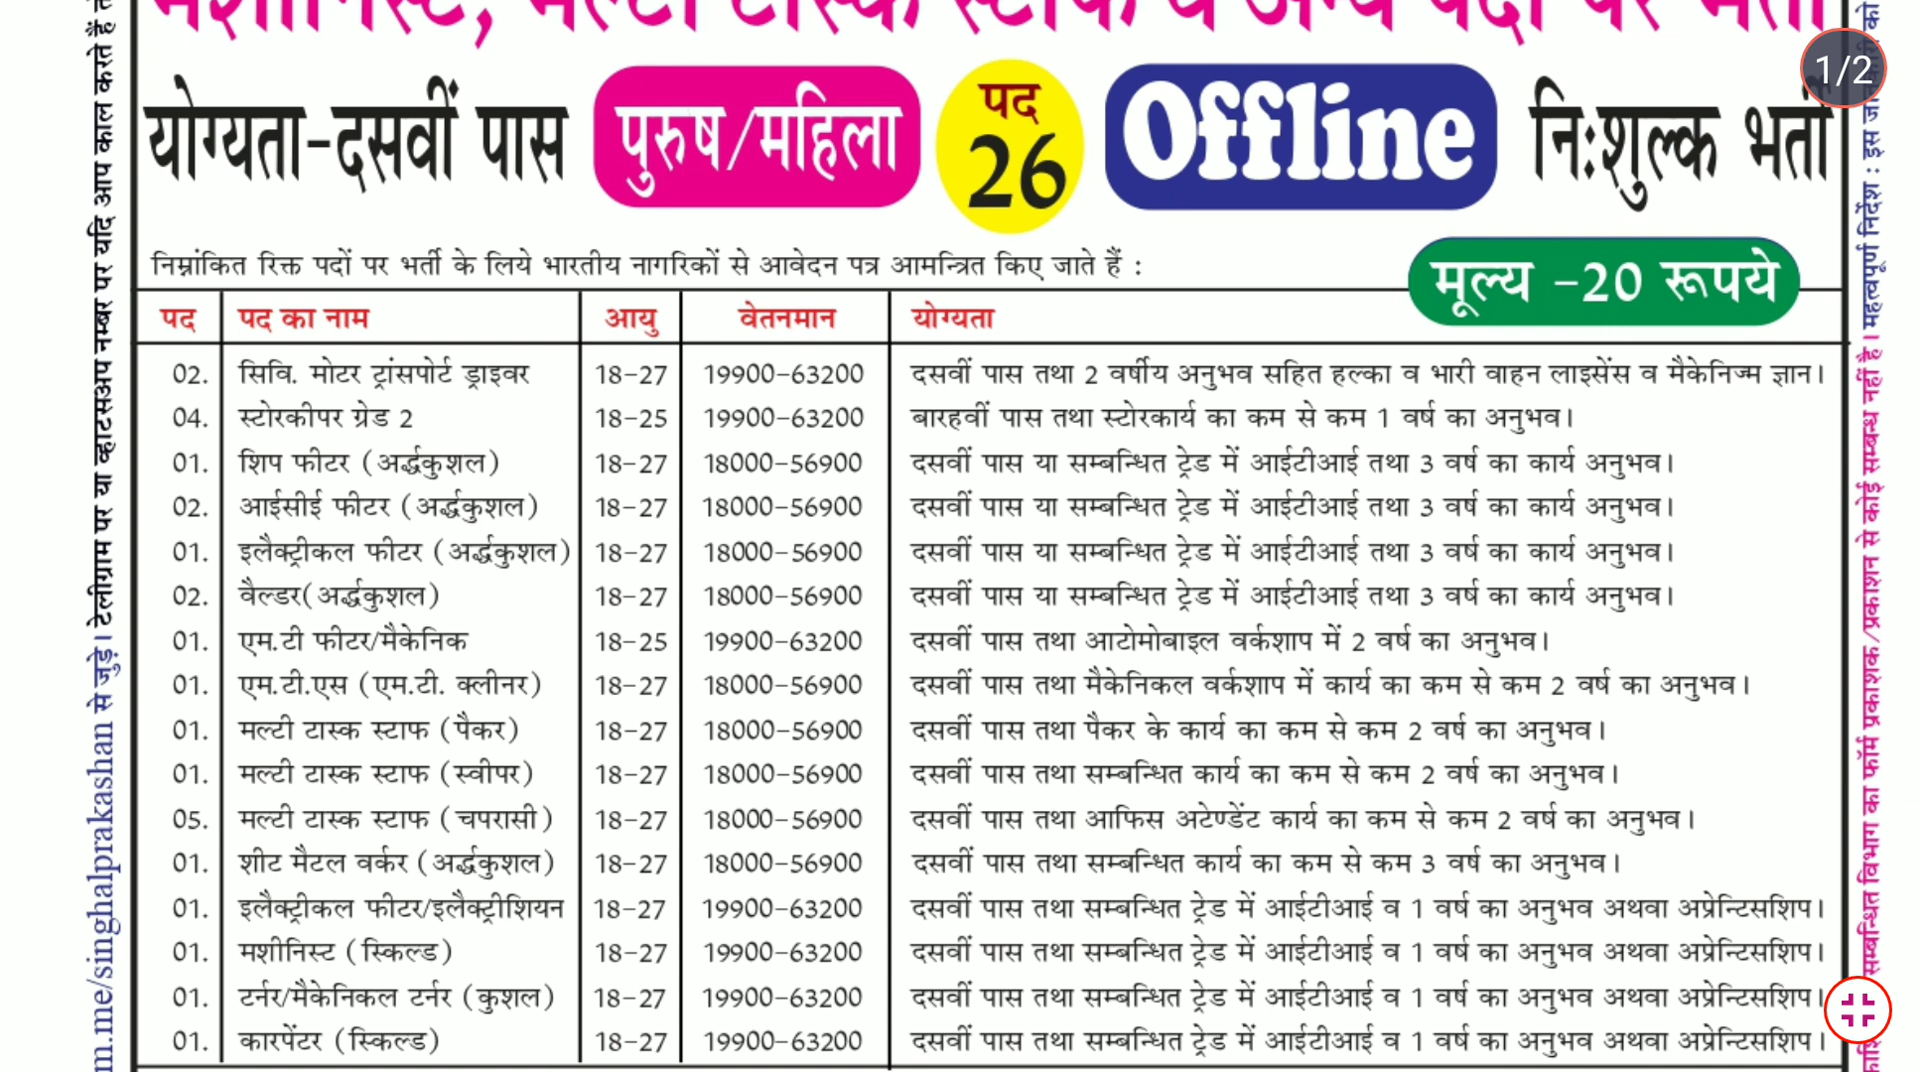 मशीनिस्ट, मल्टी टास्क स्टाफ व अन्य पदों पर भर्ती
1/2
योग्यता-दसवीं पास पुरुष/महिला पद 26 Offline निःशुल्क भर्ती
निम्नांकित रिक्त पदों पर भर्ती के लिये भारतीय नागरिकों से आवेदन पत्र आमन्त्रित किए जाते हैं :
मूल्य -20 रूपये
पद पद का नाम आयु वेतनमान योग्यता
02. सिवि. मोटर ट्रांसपोर्ट ड्राइवर 18-27 19900-63200 दसवीं पास तथा 2 वर्षीय अनुभव सहित हल्का व भारी वाहन लाइसेंस व मैकेनिज्म ज्ञान।
04. स्टोरकीपर ग्रेड 2 18-25 19900-63200 बारहवीं पास तथा स्टोरकार्य का कम से कम 1 वर्ष का अनुभव।
01. शिप फीटर (अर्द्धकुशल) 18-27 18000-56900 दसवीं पास या सम्बन्धित ट्रेड में आईटीआई तथा 3 वर्ष का कार्य अनुभव।
02. आईसीई फीटर (अर्द्धकुशल) 18-27 18000-56900 दसवीं पास या सम्बन्धित ट्रेड में आईटीआई तथा 3 वर्ष का कार्य अनुभव।
01. इलैक्ट्रीकल फीटर (अर्द्धकुशल) 18-27 18000-56900 दसवीं पास या सम्बन्धित ट्रेड में आईटीआई तथा 3 वर्ष का कार्य अनुभव।
02. वैल्डर(अर्द्धकुशल) 18-27 18000-56900 दसवीं पास या सम्बन्धित ट्रेड में आईटीआई तथा 3 वर्ष का कार्य अनुभव।
01. एम.टी फीटर/मैकेनिक 18-25 19900-63200 दसवीं पास तथा आटोमोबाइल वर्कशाप में 2 वर्ष का अनुभव।
01. एम.टी.एस (एम.टी. क्लीनर) 18-27 18000-56900 दसवीं पास तथा मैकेनिकल वर्कशाप में कार्य का कम से कम 2 वर्ष का अनुभव।
01. मल्टी टास्क स्टाफ (पैकर) 18-27 18000-56900 दसवीं पास तथा पैकर के कार्य का कम से कम 2 वर्ष का अनुभव।
01. मल्टी टास्क स्टाफ (स्वीपर) 18-27 18000-56900 दसवीं पास तथा सम्बन्धित कार्य का कम से कम 2 वर्ष का अनुभव।
05. मल्टी टास्क स्टाफ (चपरासी) 18-27 18000-56900 दसवीं पास तथा आफिस अटेण्डेंट कार्य का कम से कम 2 वर्ष का अनुभव।
01. शीट मैटल वर्कर (अर्द्धकुशल) 18-27 18000-56900 दसवीं पास तथा सम्बन्धित कार्य का कम से कम 3 वर्ष का अनुभव।
01. इलैक्ट्रीकल फीटर/इलैक्ट्रीशियन 18-27 19900-63200 दसवीं पास तथा सम्बन्धित ट्रेड में आईटीआई व 1 वर्ष का अनुभव अथवा अप्रेन्टिसशिप।
01. मशीनिस्ट (स्किल्ड) 18-27 19900-63200 दसवीं पास तथा सम्बन्धित ट्रेड में आईटीआई व 1 वर्ष का अनुभव अथवा अप्रेन्टिसशिप।
01. टर्नर/मैकेनिकल टर्नर (कुशल) 18-27 19900-63200 दसवीं पास तथा सम्बन्धित ट्रेड में आईटीआई व 1 वर्ष का अनुभव अथवा अप्रेन्टिसशिप।
01. कारपेंटर (स्किल्ड) 18-27 19900-63200 दसवीं पास तथा सम्बन्धित ट्रेड में आईटीआई व 1 वर्ष का अनुभव अथवा अप्रेन्टिसशिप।
m.me/singhalprakashan से जुड़े। टेलीग्राम पर या व्हाटसअप नम्बर पर यदि आप काल करते हैं
सम्बन्धित विभाग का फॉर्म प्रकाशक/प्रकाशन से कोई सम्बन्ध नहीं है। महत्वपूर्ण निर्देश : इस को